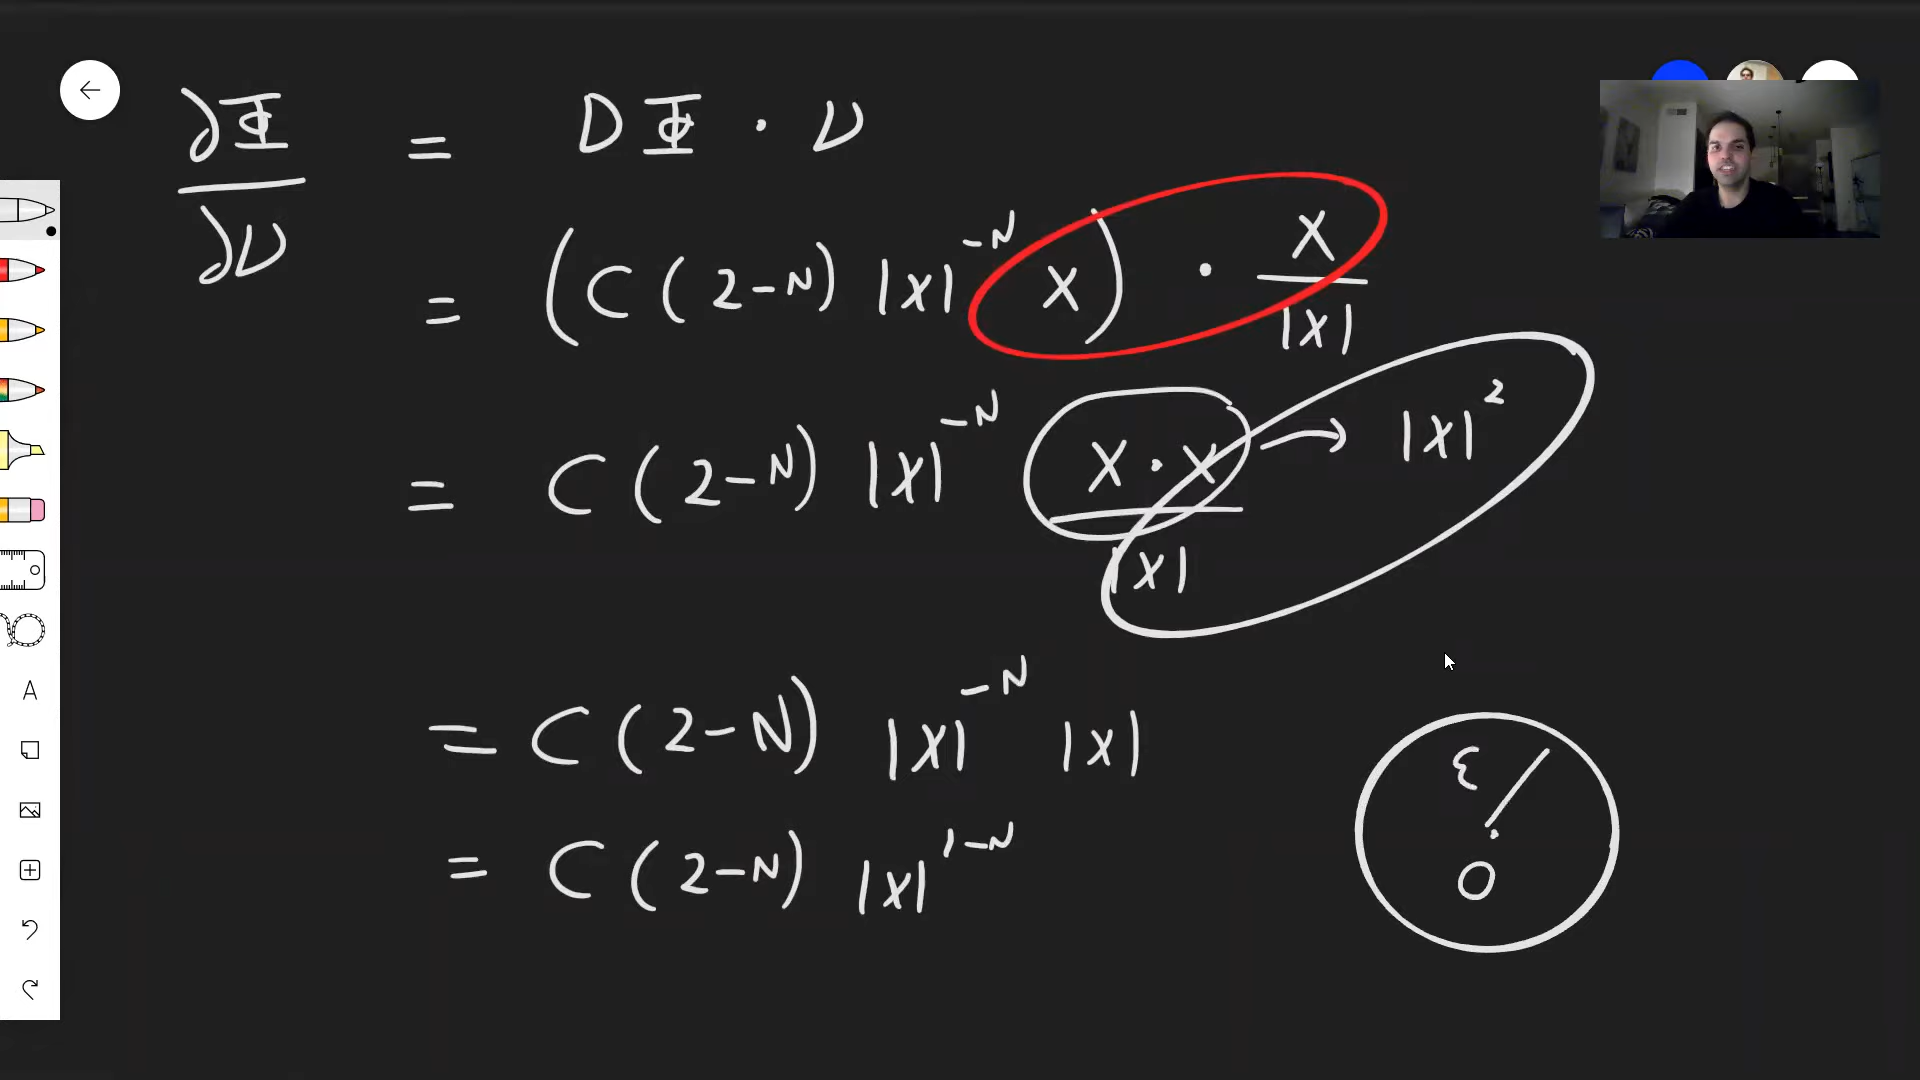 ∂Φ/∂ν = DΦ · ν
= (C(2-N) |x|^-N x) · x/|x|
= C(2-N) |x|^-N x·x/|x| → |x|^2
= C(2-N) |x|^-N |x|
= C(2-N) |x|^1-N
ε
0
A